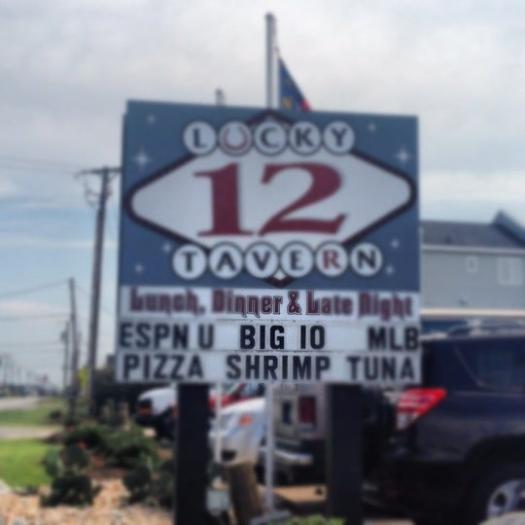 LUCKY
12
TAVERN
Lunch, Dinner & Late Night
ESPN U BIG 10 MLB
PIZZA SHRIMP TUNA